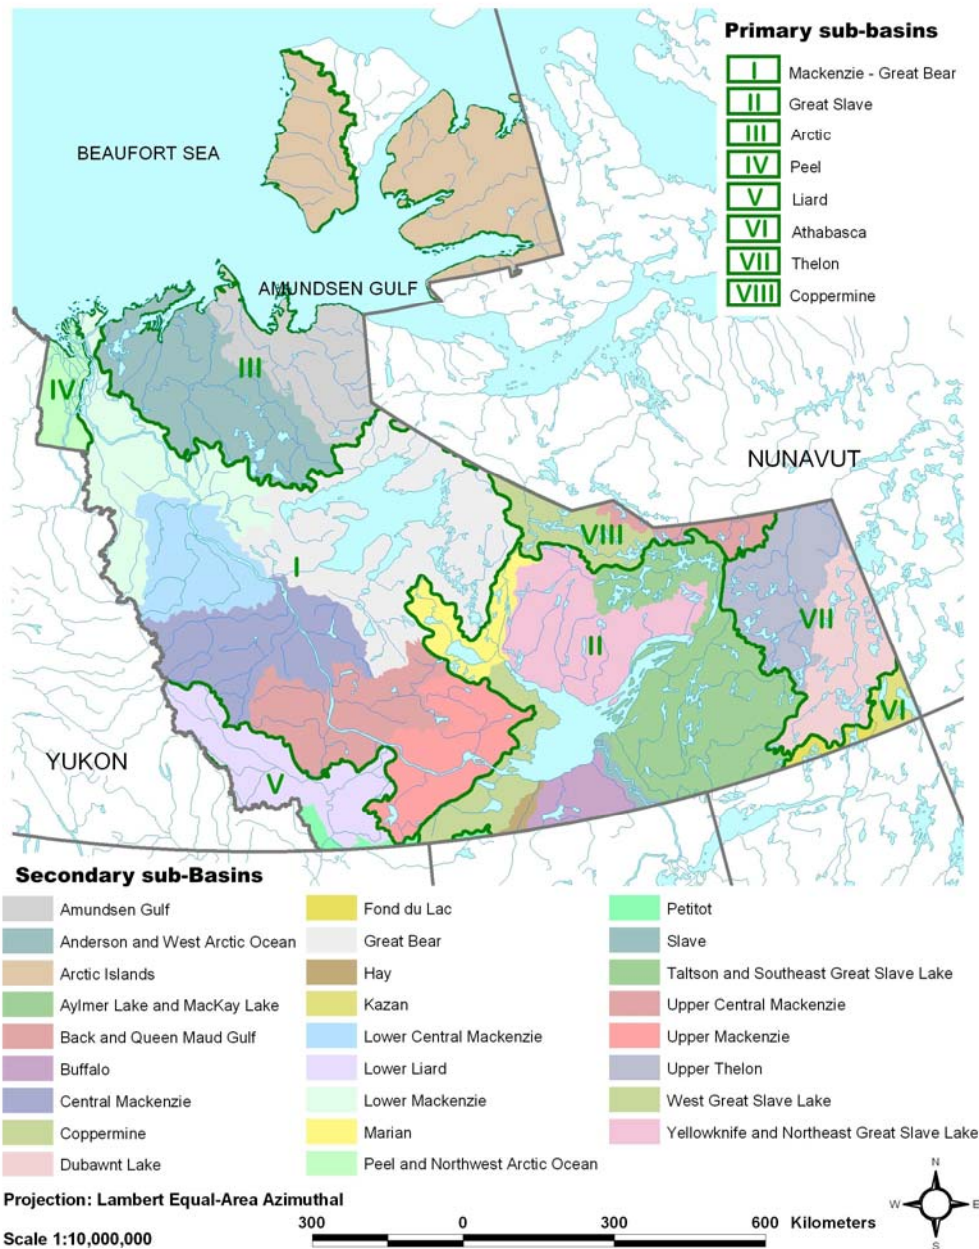 Primary sub-basins
I Mackenzie - Great Bear
II Great Slave
III Arctic
IV Peel
V Liard
VI Athabasca
VII Thelon
VIII Coppermine
BEAUFORT SEA
AMUNDSEN GULF
III
IV
NUNAVUT
VIII
I
VII
II
VI
YUKON
V
Secondary sub-Basins
Amundsen Gulf
Anderson and West Arctic Ocean
Arctic Islands
Aylmer Lake and MacKay Lake
Back and Queen Maud Gulf
Buffalo
Central Mackenzie
Coppermine
Dubawnt Lake
Fond du Lac
Great Bear
Hay
Kazan
Lower Central Mackenzie
Lower Liard
Lower Mackenzie
Marian
Peel and Northwest Arctic Ocean
Petitot
Slave
Taltson and Southeast Great Slave Lake
Upper Central Mackenzie
Upper Mackenzie
Upper Thelon
West Great Slave Lake
Yellowknife and Northeast Great Slave Lake
Projection: Lambert Equal-Area Azimuthal
Scale 1:10,000,000
300 0 300 600 Kilometers
N
W E
S